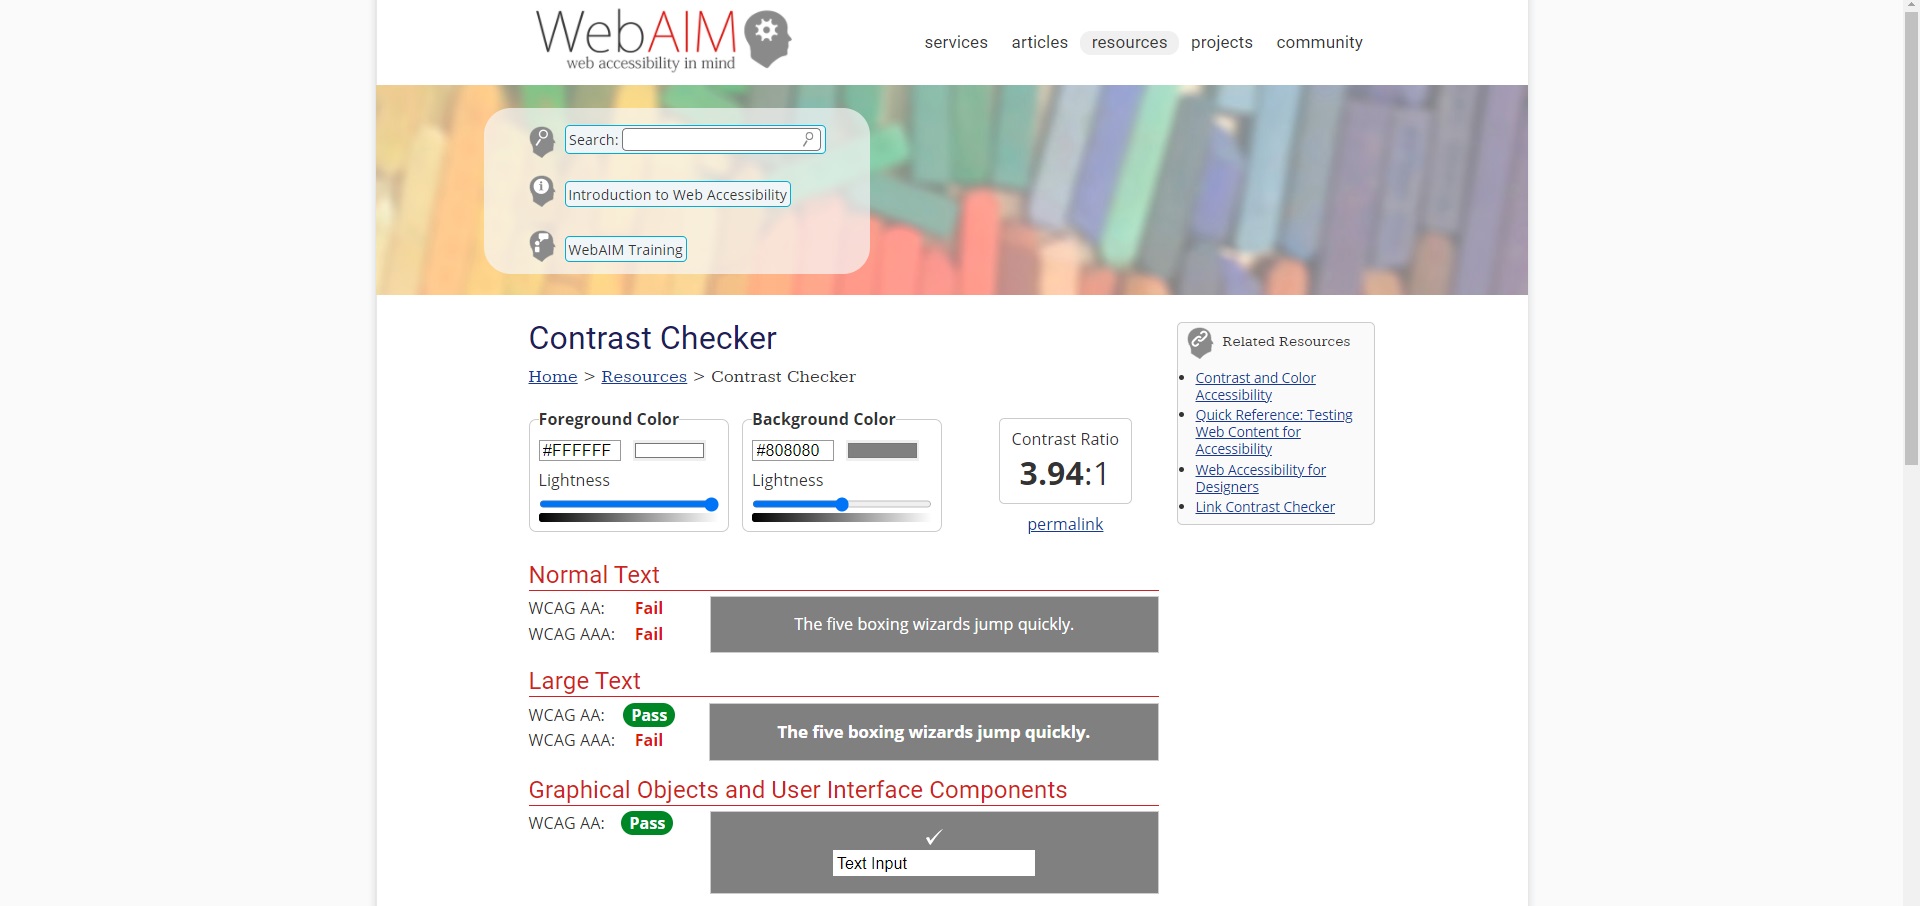 WebAIM
web accessibility in mind
services articles resources projects community
Search:
Introduction to Web Accessibility
WebAIM Training
Contrast Checker
Home > Resources > Contrast Checker
Foreground Color
#FFFFFF
Lightness
Background Color
#808080
Lightness
Contrast Ratio
3.94:1
permalink
Related Resources
Contrast and Color
Accessibility
Quick Reference: Testing
Web Content for
Accessibility
Web Accessibility for
Designers
Link Contrast Checker
Normal Text
WCAG AA: Fail
WCAG AAA: Fail
The five boxing wizards jump quickly.
Large Text
WCAG AA: Pass
WCAG AAA: Fail
The five boxing wizards jump quickly.
Graphical Objects and User Interface Components
WCAG AA: Pass
✓
Text Input